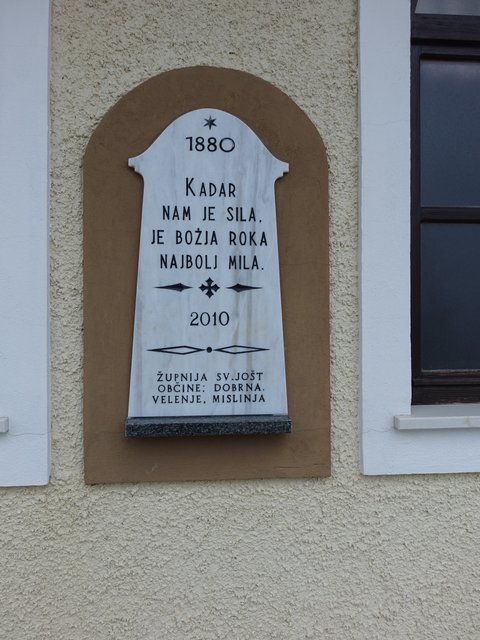 1880
KADAR
NAM JE SILA,
JE BOŽJA ROKA
NAJBOLJ MILA.
2010
ŽUPNIJA SV.JOŠT
OBČINE: DOBRNA,
VELENJE, MISLINJA